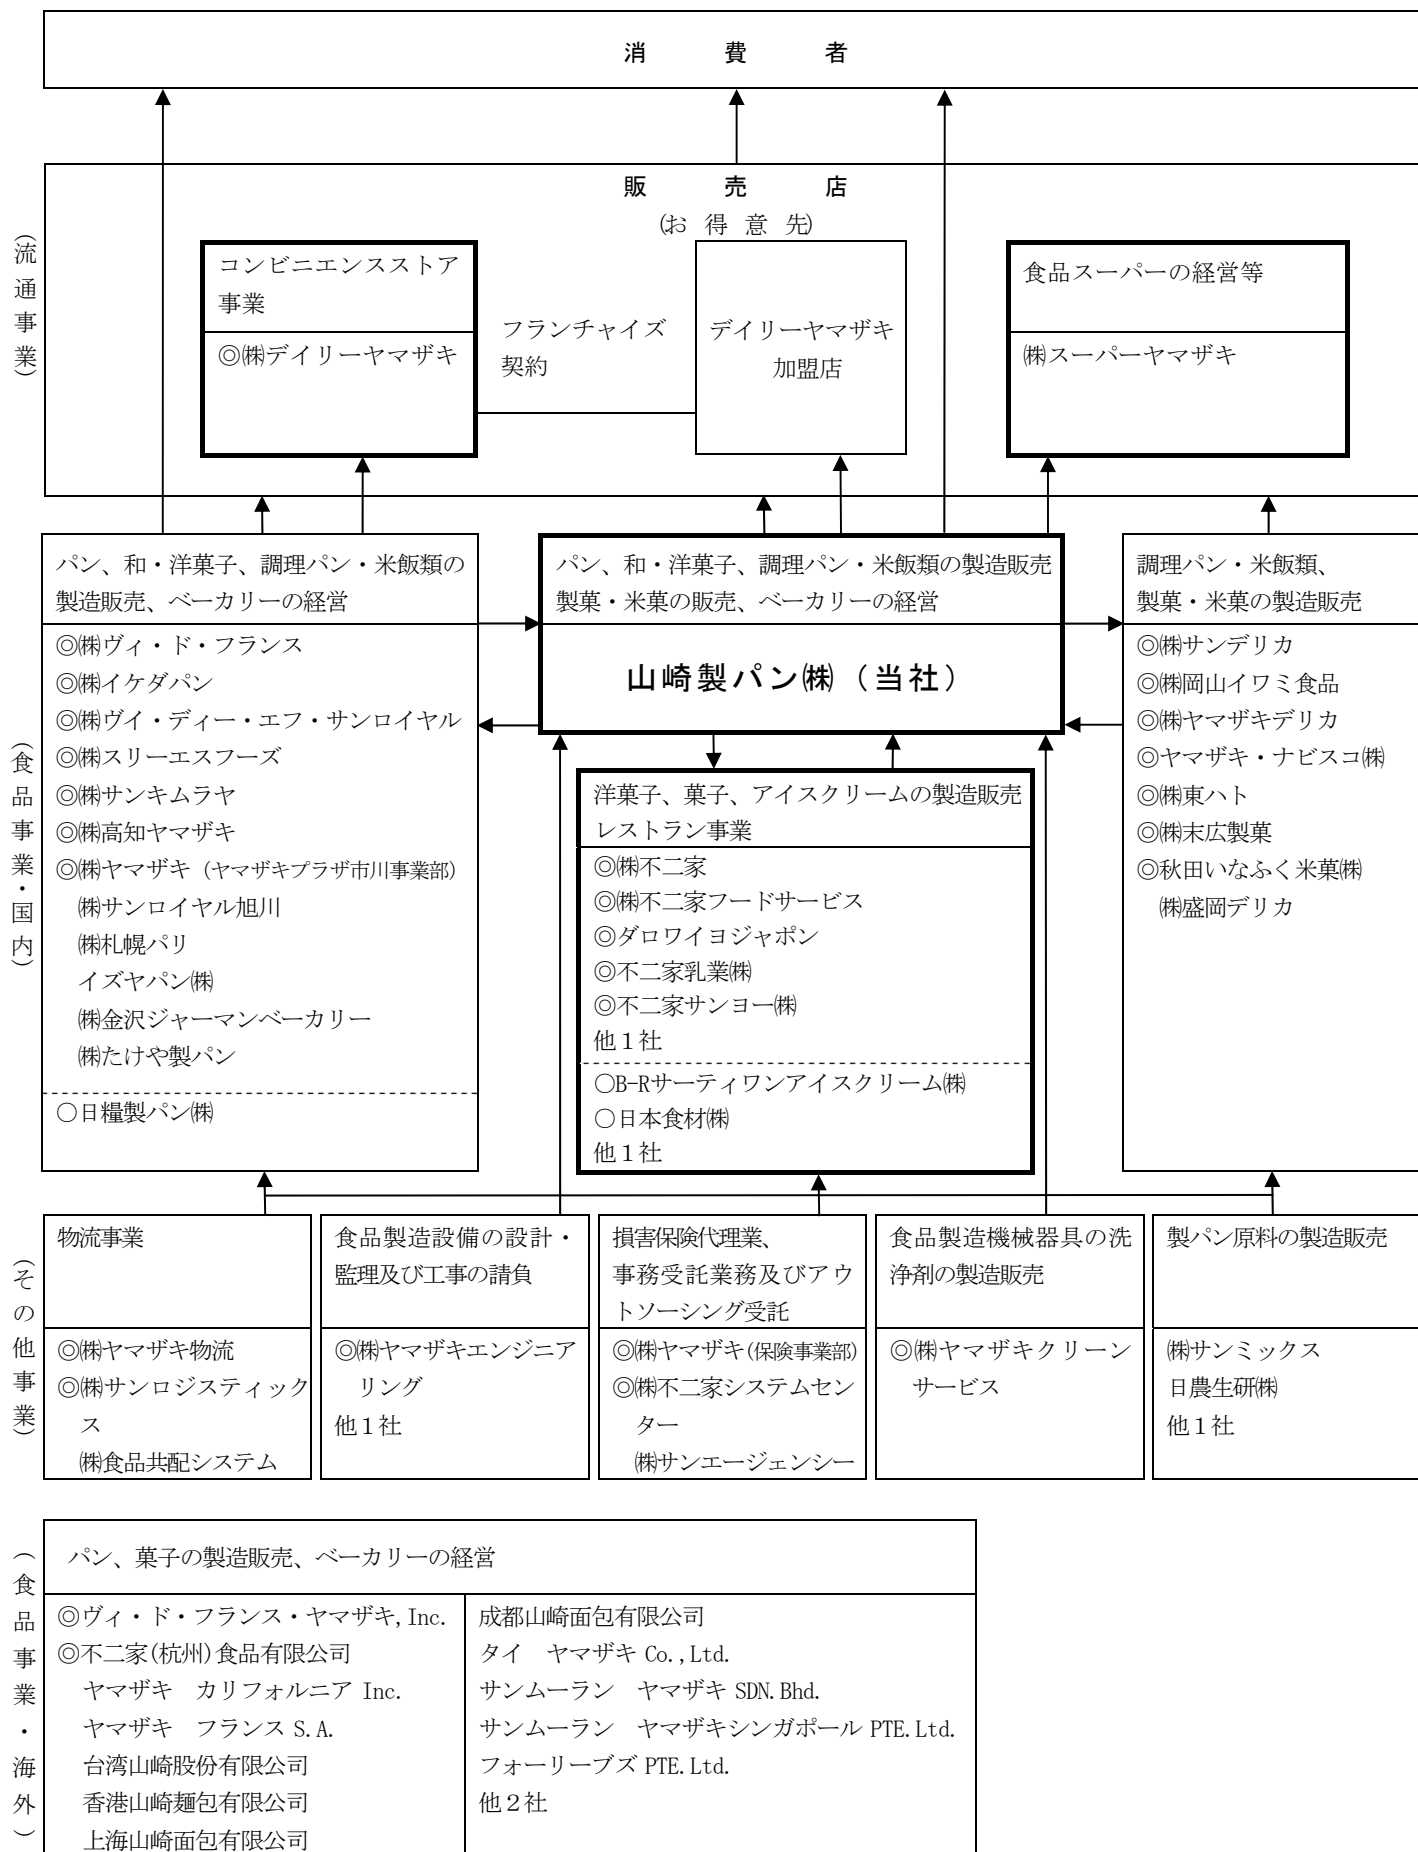 消　費　者
(流通事業)
販　売　店
(お 得 意 先)
コンビニエンスストア
事業
◎㈱デイリーヤマザキ
フランチャイズ
契約
デイリーヤマザキ
加盟店
食品スーパーの経営等
㈱スーパーヤマザキ
(食品事業・国内)
パン、和・洋菓子、調理パン・米飯類の
製造販売、ベーカリーの経営
◎㈱ヴィ・ド・フランス
◎㈱イケダパン
◎㈱ヴイ・ディー・エフ・サンロイヤル
◎㈱スリーエスフーズ
◎㈱サンキムラヤ
◎㈱高知ヤマザキ
◎㈱ヤマザキ（ヤマザキプラザ市川事業部）
㈱サンロイヤル旭川
㈱札幌パリ
イズヤパン㈱
㈱金沢ジャーマンベーカリー
㈱たけや製パン
○日糧製パン㈱
パン、和・洋菓子、調理パン・米飯類の製造販売
製菓・米菓の販売、ベーカリーの経営
山崎製パン㈱（当社）
洋菓子、菓子、アイスクリームの製造販売
レストラン事業
◎㈱不二家
◎㈱不二家フードサービス
◎ダロワイヨジャポン
◎不二家乳業㈱
◎不二家サンヨー㈱
他１社
○B-Rサーティワンアイスクリーム㈱
○日本食材㈱
他１社
調理パン・米飯類、
製菓・米菓の製造販売
◎㈱サンデリカ
◎㈱岡山イワミ食品
◎㈱ヤマザキデリカ
◎ヤマザキ・ナビスコ㈱
◎㈱東ハト
◎㈱末広製菓
◎秋田いなふく米菓㈱
㈱盛岡デリカ
(その他事業)
物流事業
◎㈱ヤマザキ物流
◎㈱サンロジスティック
ス
㈱食品共配システム
食品製造設備の設計・
監理及び工事の請負
◎㈱ヤマザキエンジニア
リング
他１社
損害保険代理業、
事務受託業務及びアウ
トソーシング受託
◎㈱ヤマザキ(保険事業部)
◎㈱不二家システムセン
ター
㈱サンエージェンシー
食品製造機械器具の洗
浄剤の製造販売
◎㈱ヤマザキクリーン
サービス
製パン原料の製造販売
㈱サンミックス
日農生研㈱
他１社
(食品事業・海外)
パン、菓子の製造販売、ベーカリーの経営
◎ヴィ・ド・フランス・ヤマザキ,Inc.
◎不二家(杭州)食品有限公司
ヤマザキ　カリフォルニア Inc.
ヤマザキ　フランス S.A.
台湾山崎股份有限公司
香港山崎麺包有限公司
上海山崎面包有限公司
成都山崎面包有限公司
タイ　ヤマザキ Co.,Ltd.
サンムーラン　ヤマザキ SDN.Bhd.
サンムーラン　ヤマザキシンガポール PTE.Ltd.
フォーリーブズ PTE.Ltd.
他２社